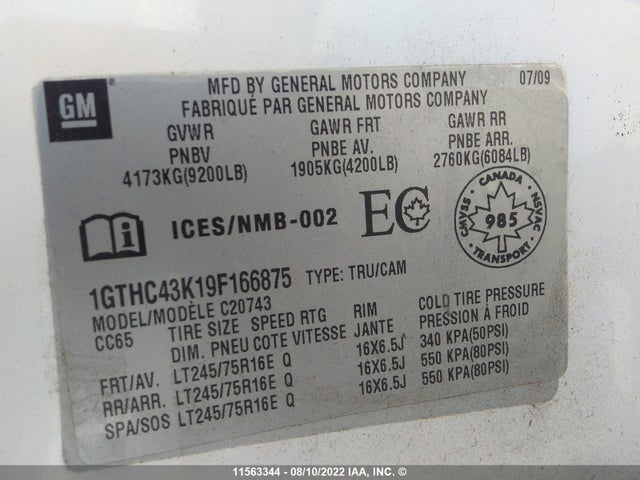 GM
MFD BY GENERAL MOTORS COMPANY 07/09
FABRIQUÉ PAR GENERAL MOTORS COMPANY
GVWR GAWR FRT GAWR RR
PNBV PNBE AV. PNBE ARR.
4173KG(9200LB) 1905KG(4200LB) 2760KG(6084LB)
ICES/NMB-002 EC
CANADA
CMVSS 985 NSVAC
TRANSPORT
1GTHC43K19F166875 TYPE: TRU/CAM
MODEL/MODÈLE C20743
CC65 TIRE SIZE SPEED RTG RIM COLD TIRE PRESSURE
DIM. PNEU COTE VITESSE JANTE PRESSION À FROID
FRT/AV. LT245/75R16E Q 16X6.5J 340 KPA(50PSI)
RR/ARR. LT245/75R16E Q 16X6.5J 550 KPA(80PSI)
SPA/SOS LT245/75R16E Q 16X6.5J 550 KPA(80PSI)
11563344 — 08/10/2022 IAA, INC. ©